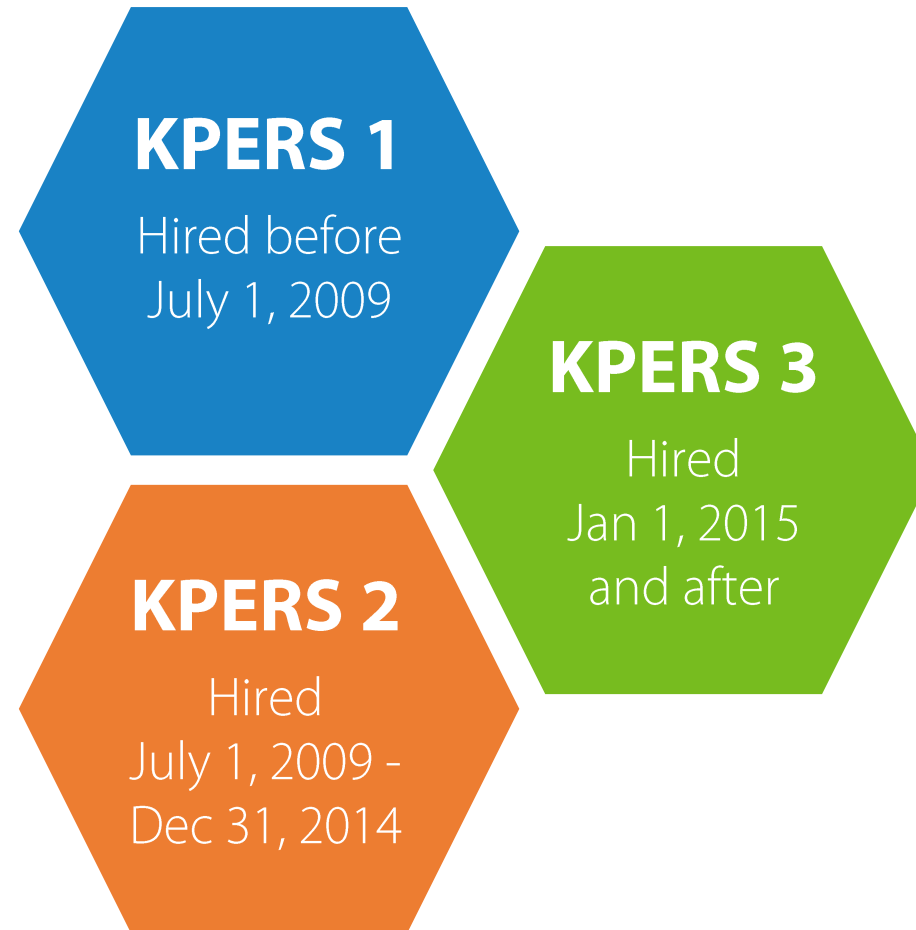 KPERS 1
Hired before
July 1, 2009
KPERS 2
Hired
July 1, 2009 -
Dec 31, 2014
KPERS 3
Hired
Jan 1, 2015
and after